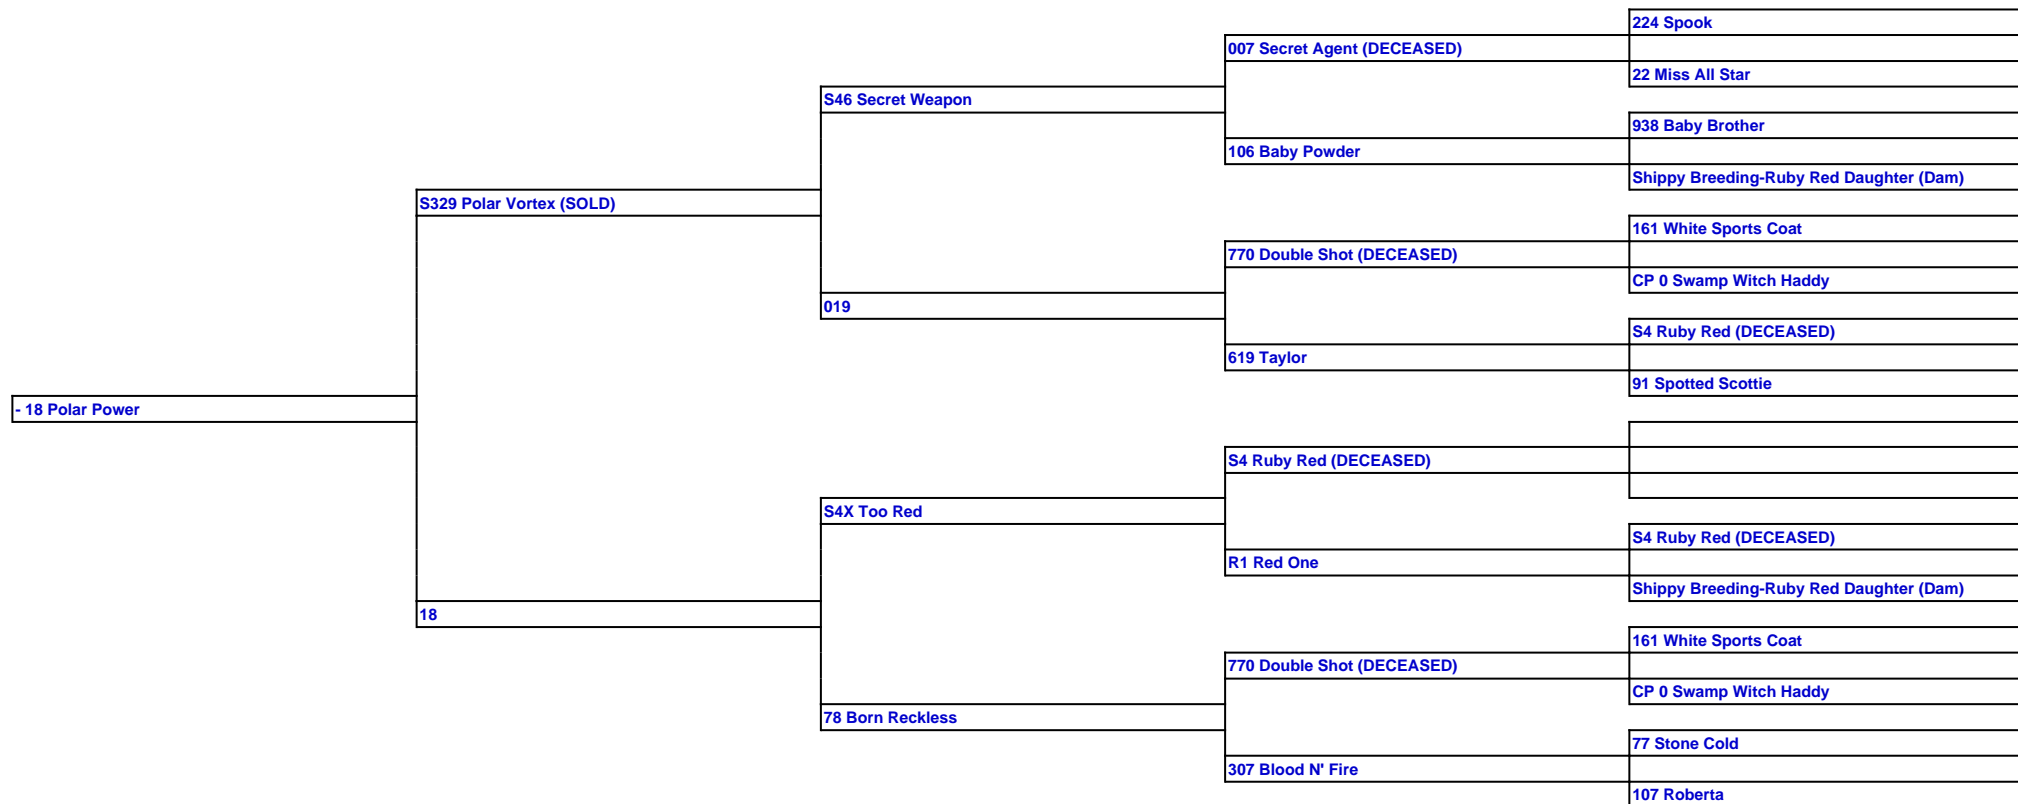 224 Spook
007 Secret Agent (DECEASED)
22 Miss All Star
S46 Secret Weapon
938 Baby Brother
106 Baby Powder
Shippy Breeding-Ruby Red Daughter (Dam)
S329 Polar Vortex (SOLD)
161 White Sports Coat
770 Double Shot (DECEASED)
CP 0 Swamp Witch Haddy
019
S4 Ruby Red (DECEASED)
619 Taylor
91 Spotted Scottie
- 18 Polar Power
S4 Ruby Red (DECEASED)
S4X Too Red
S4 Ruby Red (DECEASED)
R1 Red One
Shippy Breeding-Ruby Red Daughter (Dam)
18
161 White Sports Coat
770 Double Shot (DECEASED)
CP 0 Swamp Witch Haddy
78 Born Reckless
77 Stone Cold
307 Blood N' Fire
107 Roberta